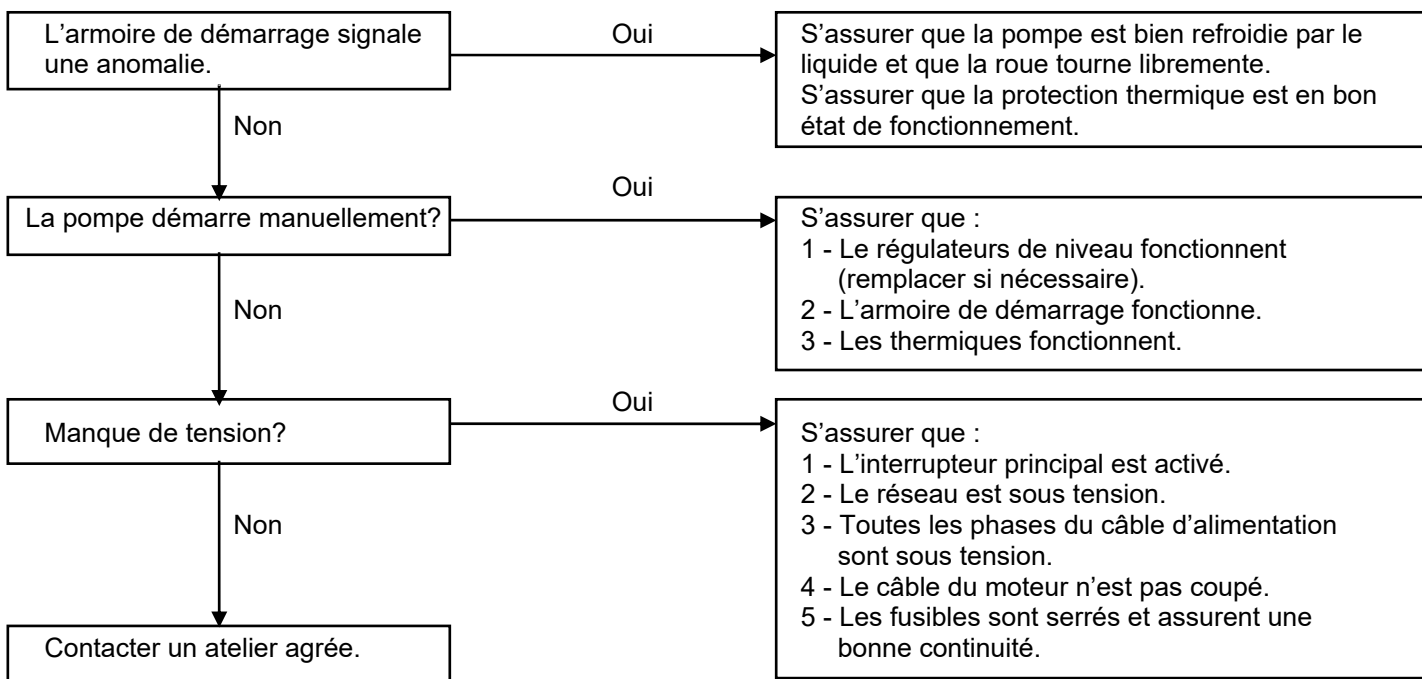 L’armoire de démarrage signale
une anomalie.
Oui
S’assurer que la pompe est bien refroidie par le
liquide et que la roue tourne libremente.
S’assurer que la protection thermique est en bon
état de fonctionnement.
Non
La pompe démarre manuellement?
Oui
S’assurer que :
1 - Le régulateurs de niveau fonctionnent
(remplacer si nécessaire).
2 - L’armoire de démarrage fonctionne.
3 - Les thermiques fonctionnent.
Non
Manque de tension?
Oui
S’assurer que :
1 - L’interrupteur principal est activé.
2 - Le réseau est sous tension.
3 - Toutes les phases du câble d’alimentation
sont sous tension.
4 - Le câble du moteur n’est pas coupé.
5 - Les fusibles sont serrés et assurent une
bonne continuité.
Non
Contacter un atelier agrée.